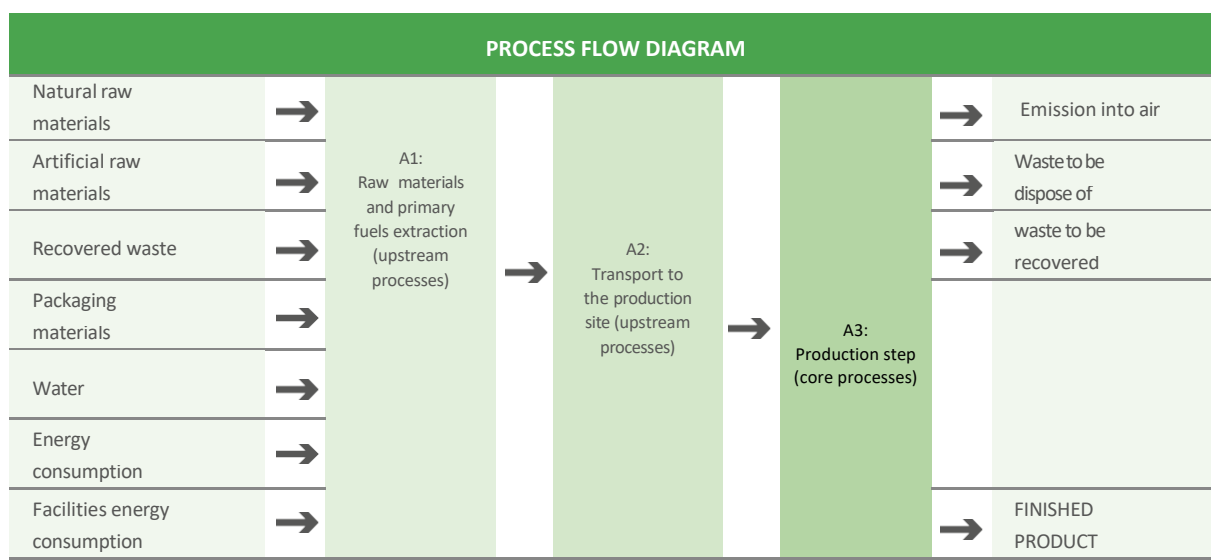 PROCESS FLOW DIAGRAM
Natural raw
materials
Artificial raw
materials
Recovered waste
Packaging
materials
Water
Energy
consumption
Facilities energy
consumption
A1:
Raw materials
and primary
fuels extraction
(upstream
processes)
A2:
Transport to
the production
site (upstream
processes)
A3:
Production step
(core processes)
Emission into air
Waste to be
dispose of
waste to be
recovered
FINISHED
PRODUCT